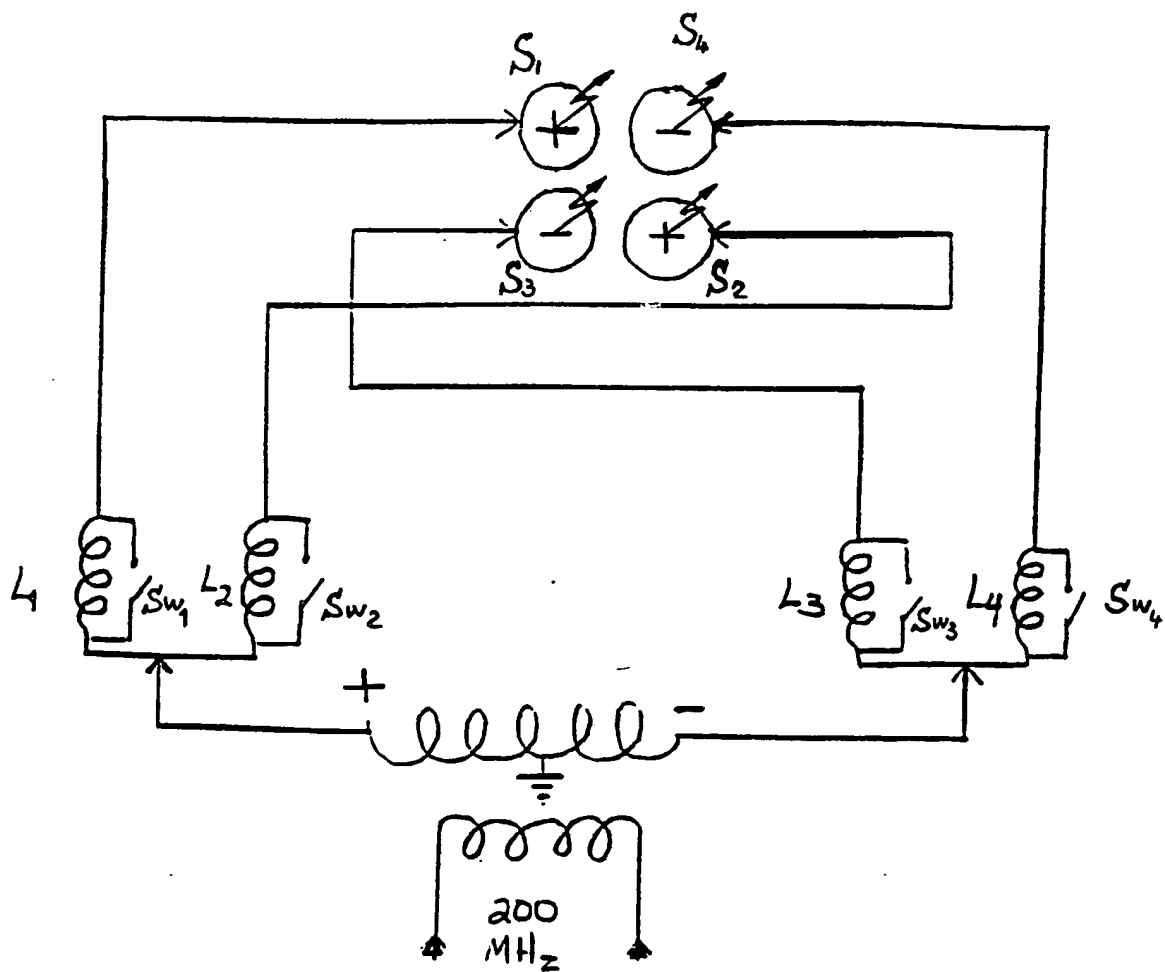 S₁
S₄
+
−
−
+
S₃
S₂
L₁
Sw₁
L₂
Sw₂
L₃
Sw₃
L₄
Sw₄
+
−
200
MHz